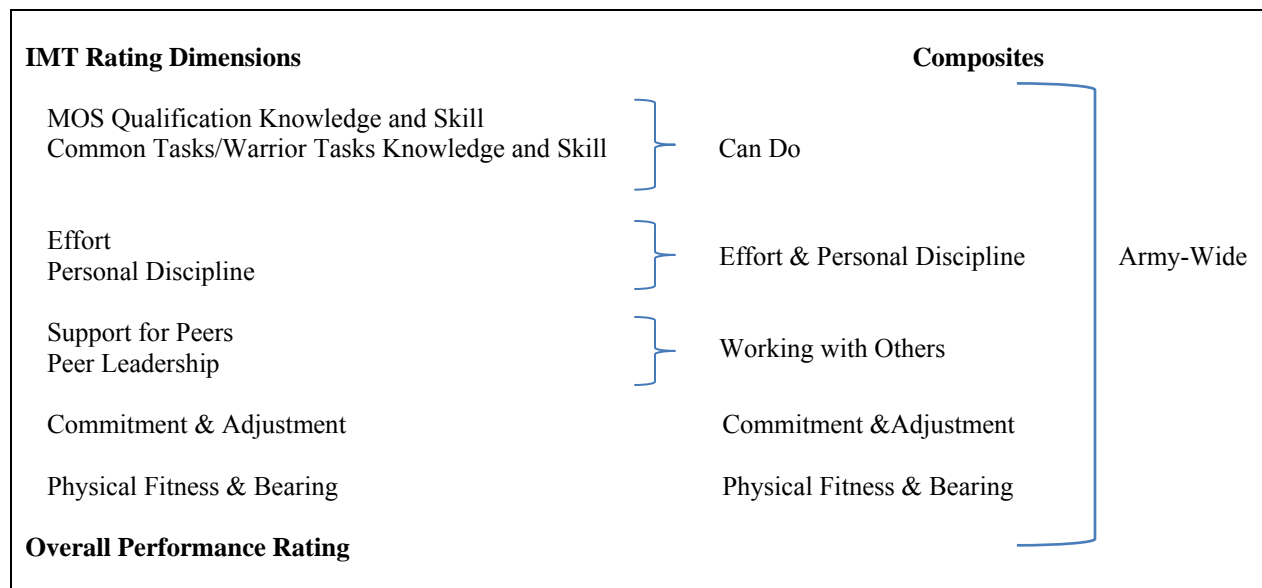 IMT Rating Dimensions Composites
MOS Qualification Knowledge and Skill
Common Tasks/Warrior Tasks Knowledge and Skill Can Do
Effort
Personal Discipline Effort & Personal Discipline Army-Wide
Support for Peers
Peer Leadership Working with Others
Commitment & Adjustment Commitment &Adjustment
Physical Fitness & Bearing Physical Fitness & Bearing
Overall Performance Rating